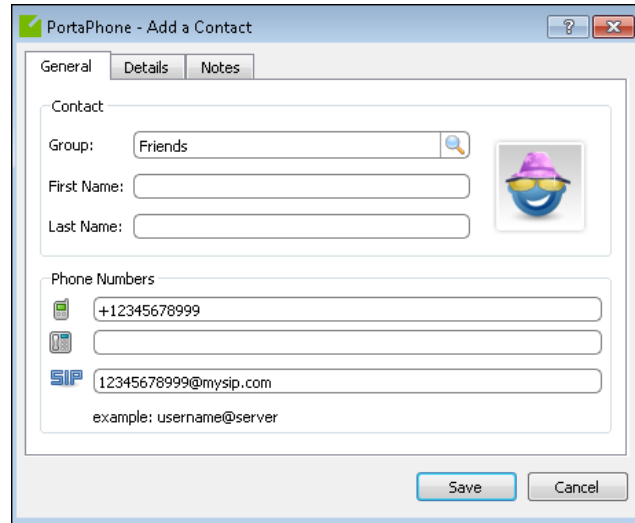 PortaPhone - Add a Contact
?
General Details Notes
Contact
Group: Friends
First Name:
Last Name:
Phone Numbers
+12345678999
SIP 12345678999@mysip.com
example: username@server
Save Cancel